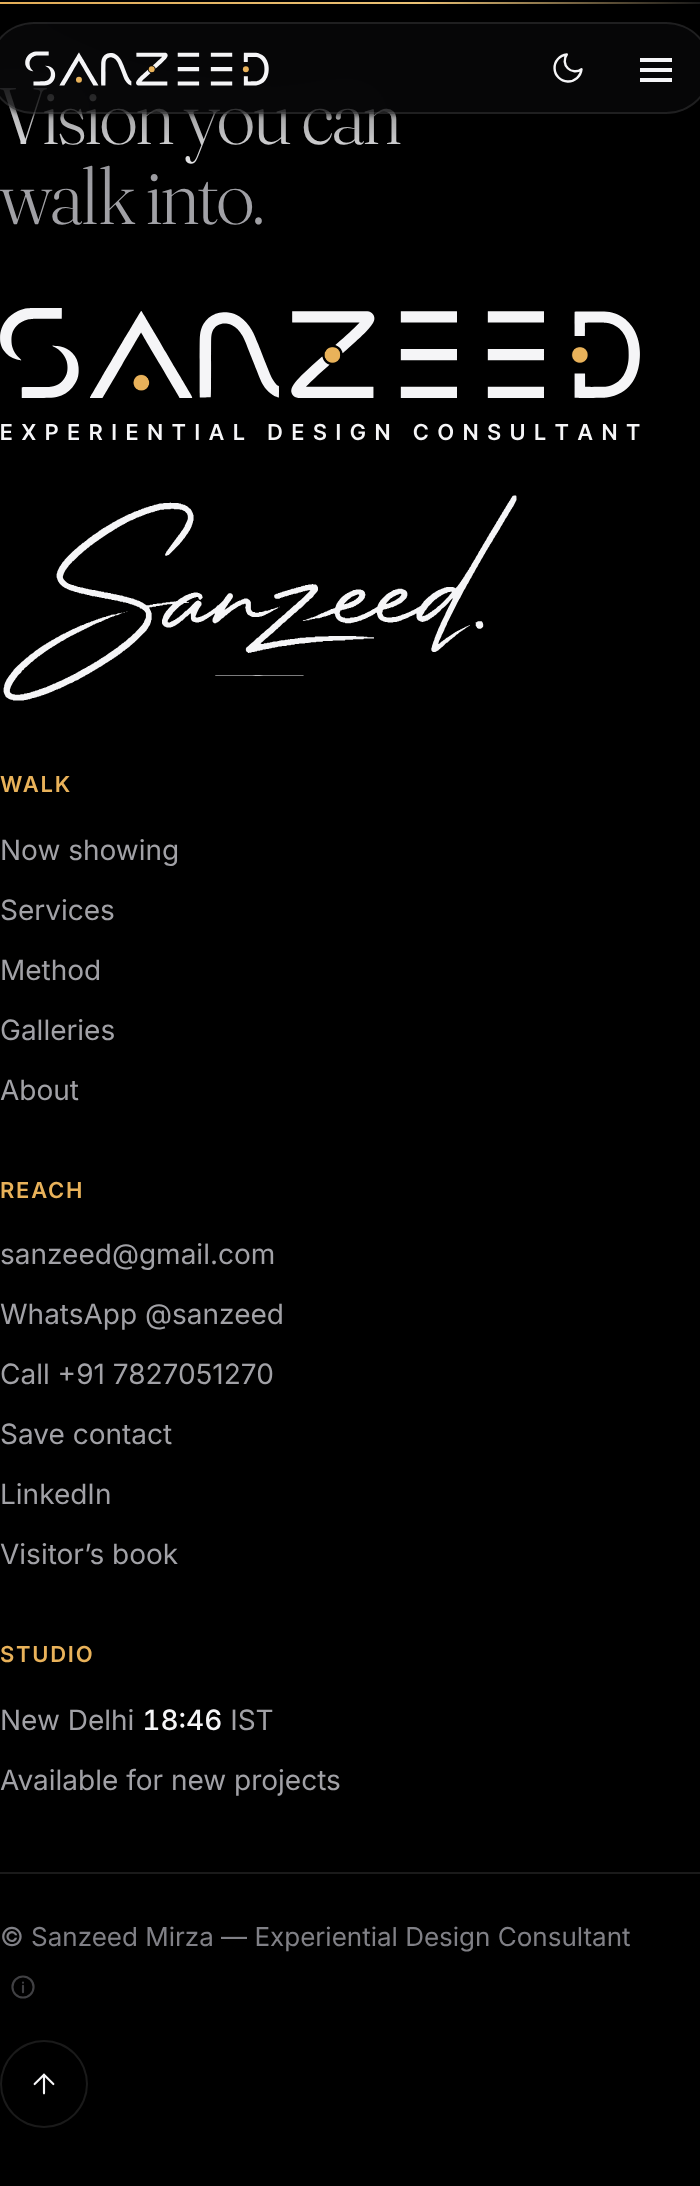 SANZEED
Vision you can
walk into.
SANZEED
EXPERIENTIAL DESIGN CONSULTANT
Sanzeed.
WALK
Now showing
Services
Method
Galleries
About
REACH
sanzeed@gmail.com
WhatsApp @sanzeed
Call +91 7827051270
Save contact
LinkedIn
Visitor’s book
STUDIO
New Delhi 18:46 IST
Available for new projects
© Sanzeed Mirza — Experiential Design Consultant